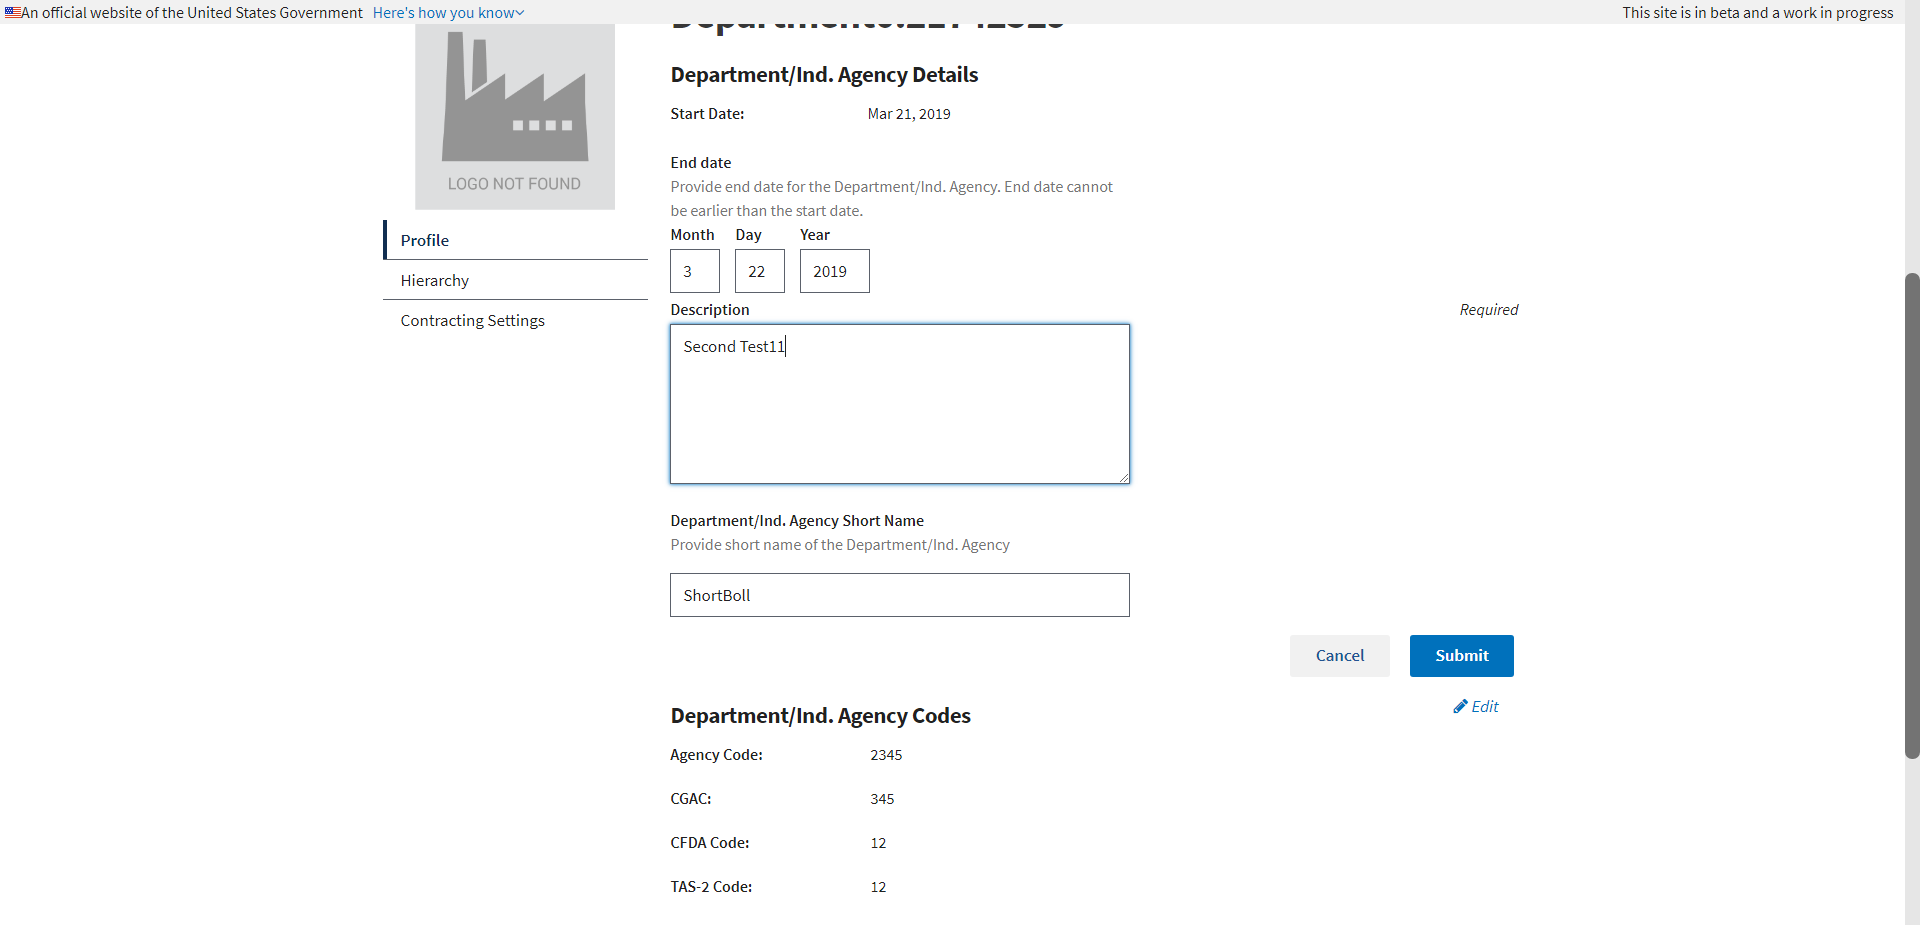 An official website of the United States Government Here's how you know
This site is in beta and a work in progress
LOGO NOT FOUND
Profile
Hierarchy
Contracting Settings
Department/Ind. Agency Details
Start Date: Mar 21, 2019
End date
Provide end date for the Department/Ind. Agency. End date cannot
be earlier than the start date.
Month Day Year
3 22 2019
Description Required
Second Test11
Department/Ind. Agency Short Name
Provide short name of the Department/Ind. Agency
ShortBoll
Cancel Submit
Department/Ind. Agency Codes Edit
Agency Code: 2345
CGAC: 345
CFDA Code: 12
TAS-2 Code: 12